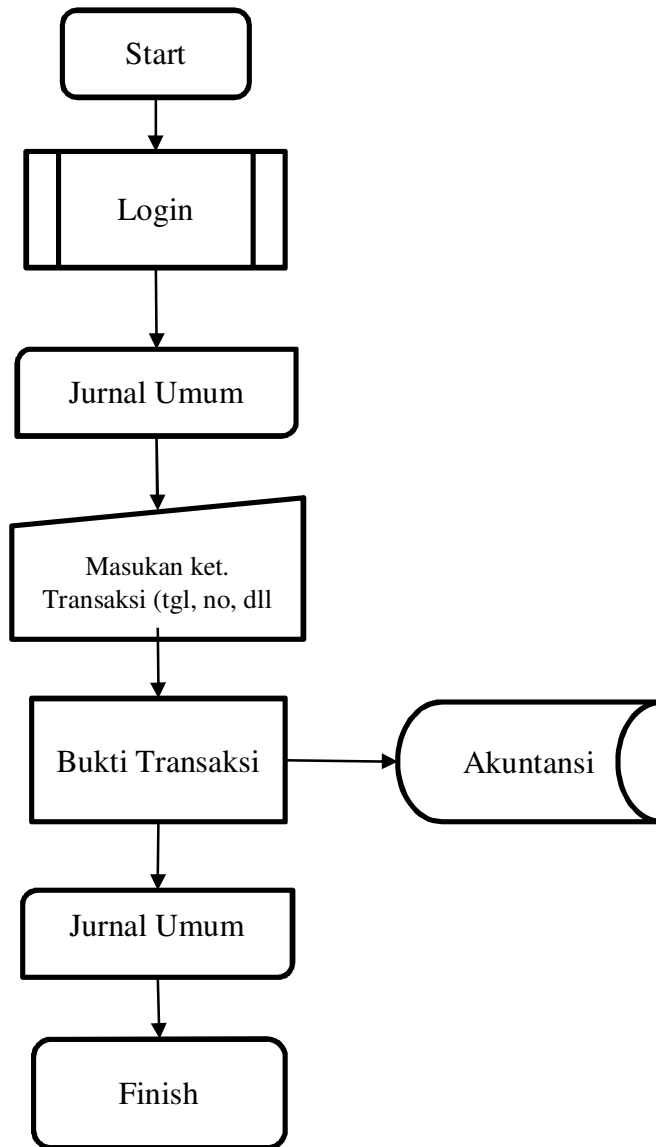 Start
Login
Jurnal Umum
Masukan ket.
Transaksi (tgl, no, dll
Bukti Transaksi
Akuntansi
Jurnal Umum
Finish